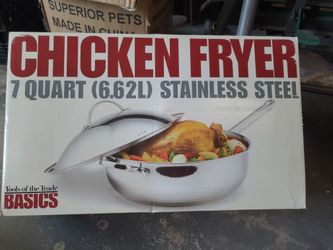 SUPERIOR PETS
MADE IN CHINA
CHICKEN FRYER
7 QUART (6.62L) STAINLESS STEEL
Tools of the Trade
BASICS